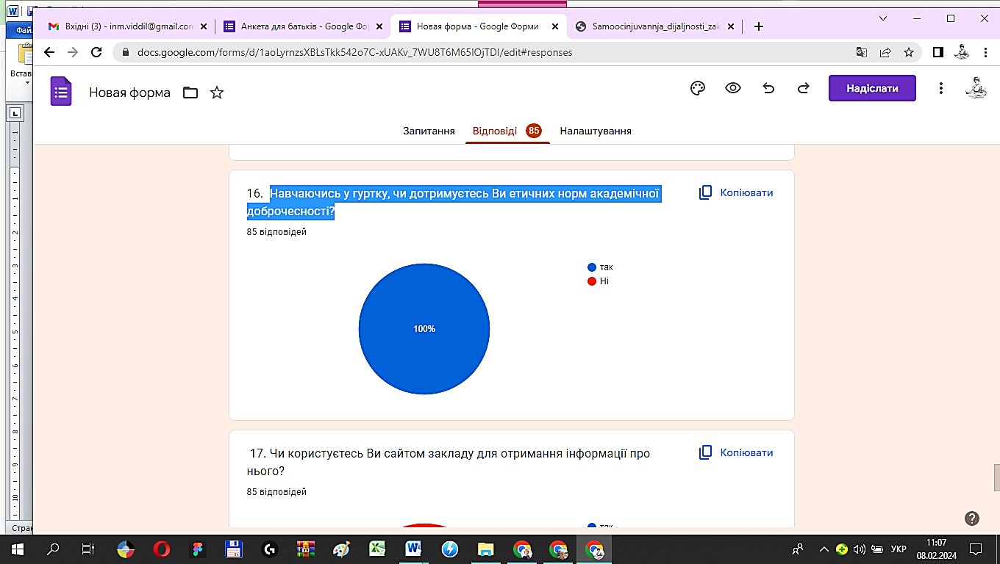 Вхідні (3) - inm.viddil@gmail.con
Анкета для батьків - Google Фор
Новая форма - Google Форми
Samoocinjuvannja_dijaljnosti_zak
Фай
Встав
docs.google.com/forms/d/1aoLyrnzsXBLsTkk542o7C-xUAKv_7WU8T6M65IOjTDI/edit#responses
Новая форма
Надіслати
Запитання
Відповіді 85
Налаштування
16. Навчаючись у гуртку, чи дотримуєтесь Ви етичних норм академічної
доброчесності?
Копіювати
85 відповідей
так
Ні
100%
17. Чи користуєтесь Ви сайтом закладу для отримання інформації про
нього?
Копіювати
85 відповідей
так
Стран
УКР
11:07
08.02.2024